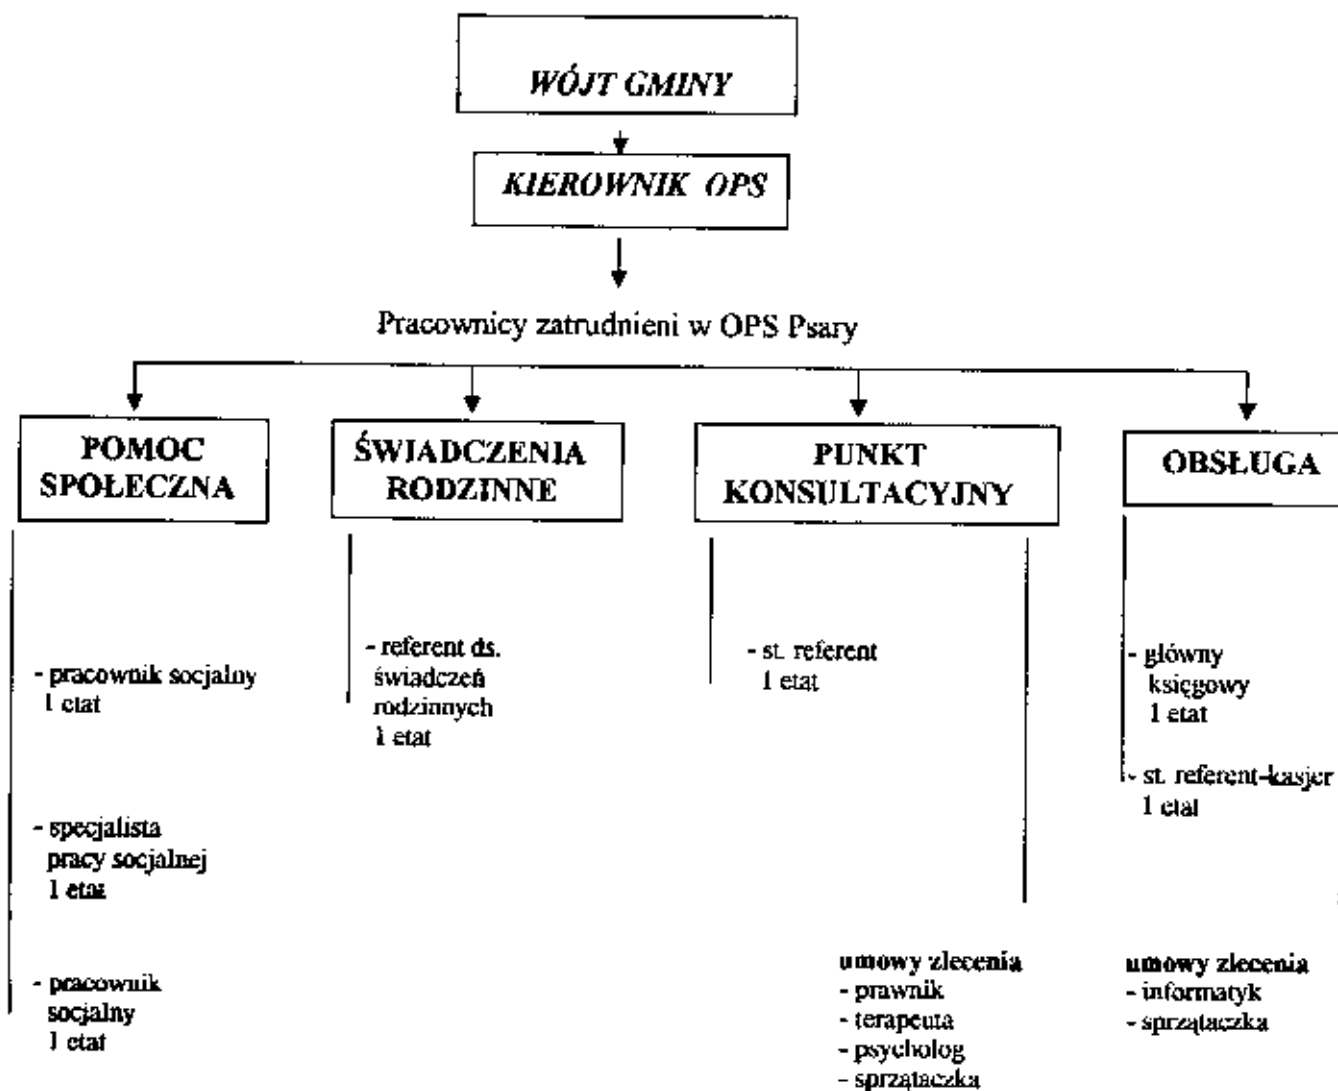 WÓJT GMINY
KIEROWNIK OPS
Pracownicy zatrudnieni w OPS Psary
POMOC
SPOŁECZNA
ŚWIADCZENIA
RODZINNE
PUNKT
KONSULTACYJNY
OBSŁUGA
- pracownik socjalny
1 etat
- specjalista
pracy socjalnej
1 etat
- pracownik
socjalny
1 etat
- referent ds.
świadczeń
rodzinnych
1 etat
- st. referent
1 etat
umowy zlecenia
- prawnik
- terapeuta
- psycholog
- sprzątaczka
- główny
księgowy
1 etat
- st. referent-kasjer
1 etat
umowy zlecenia
- informatyk
- sprzątaczka